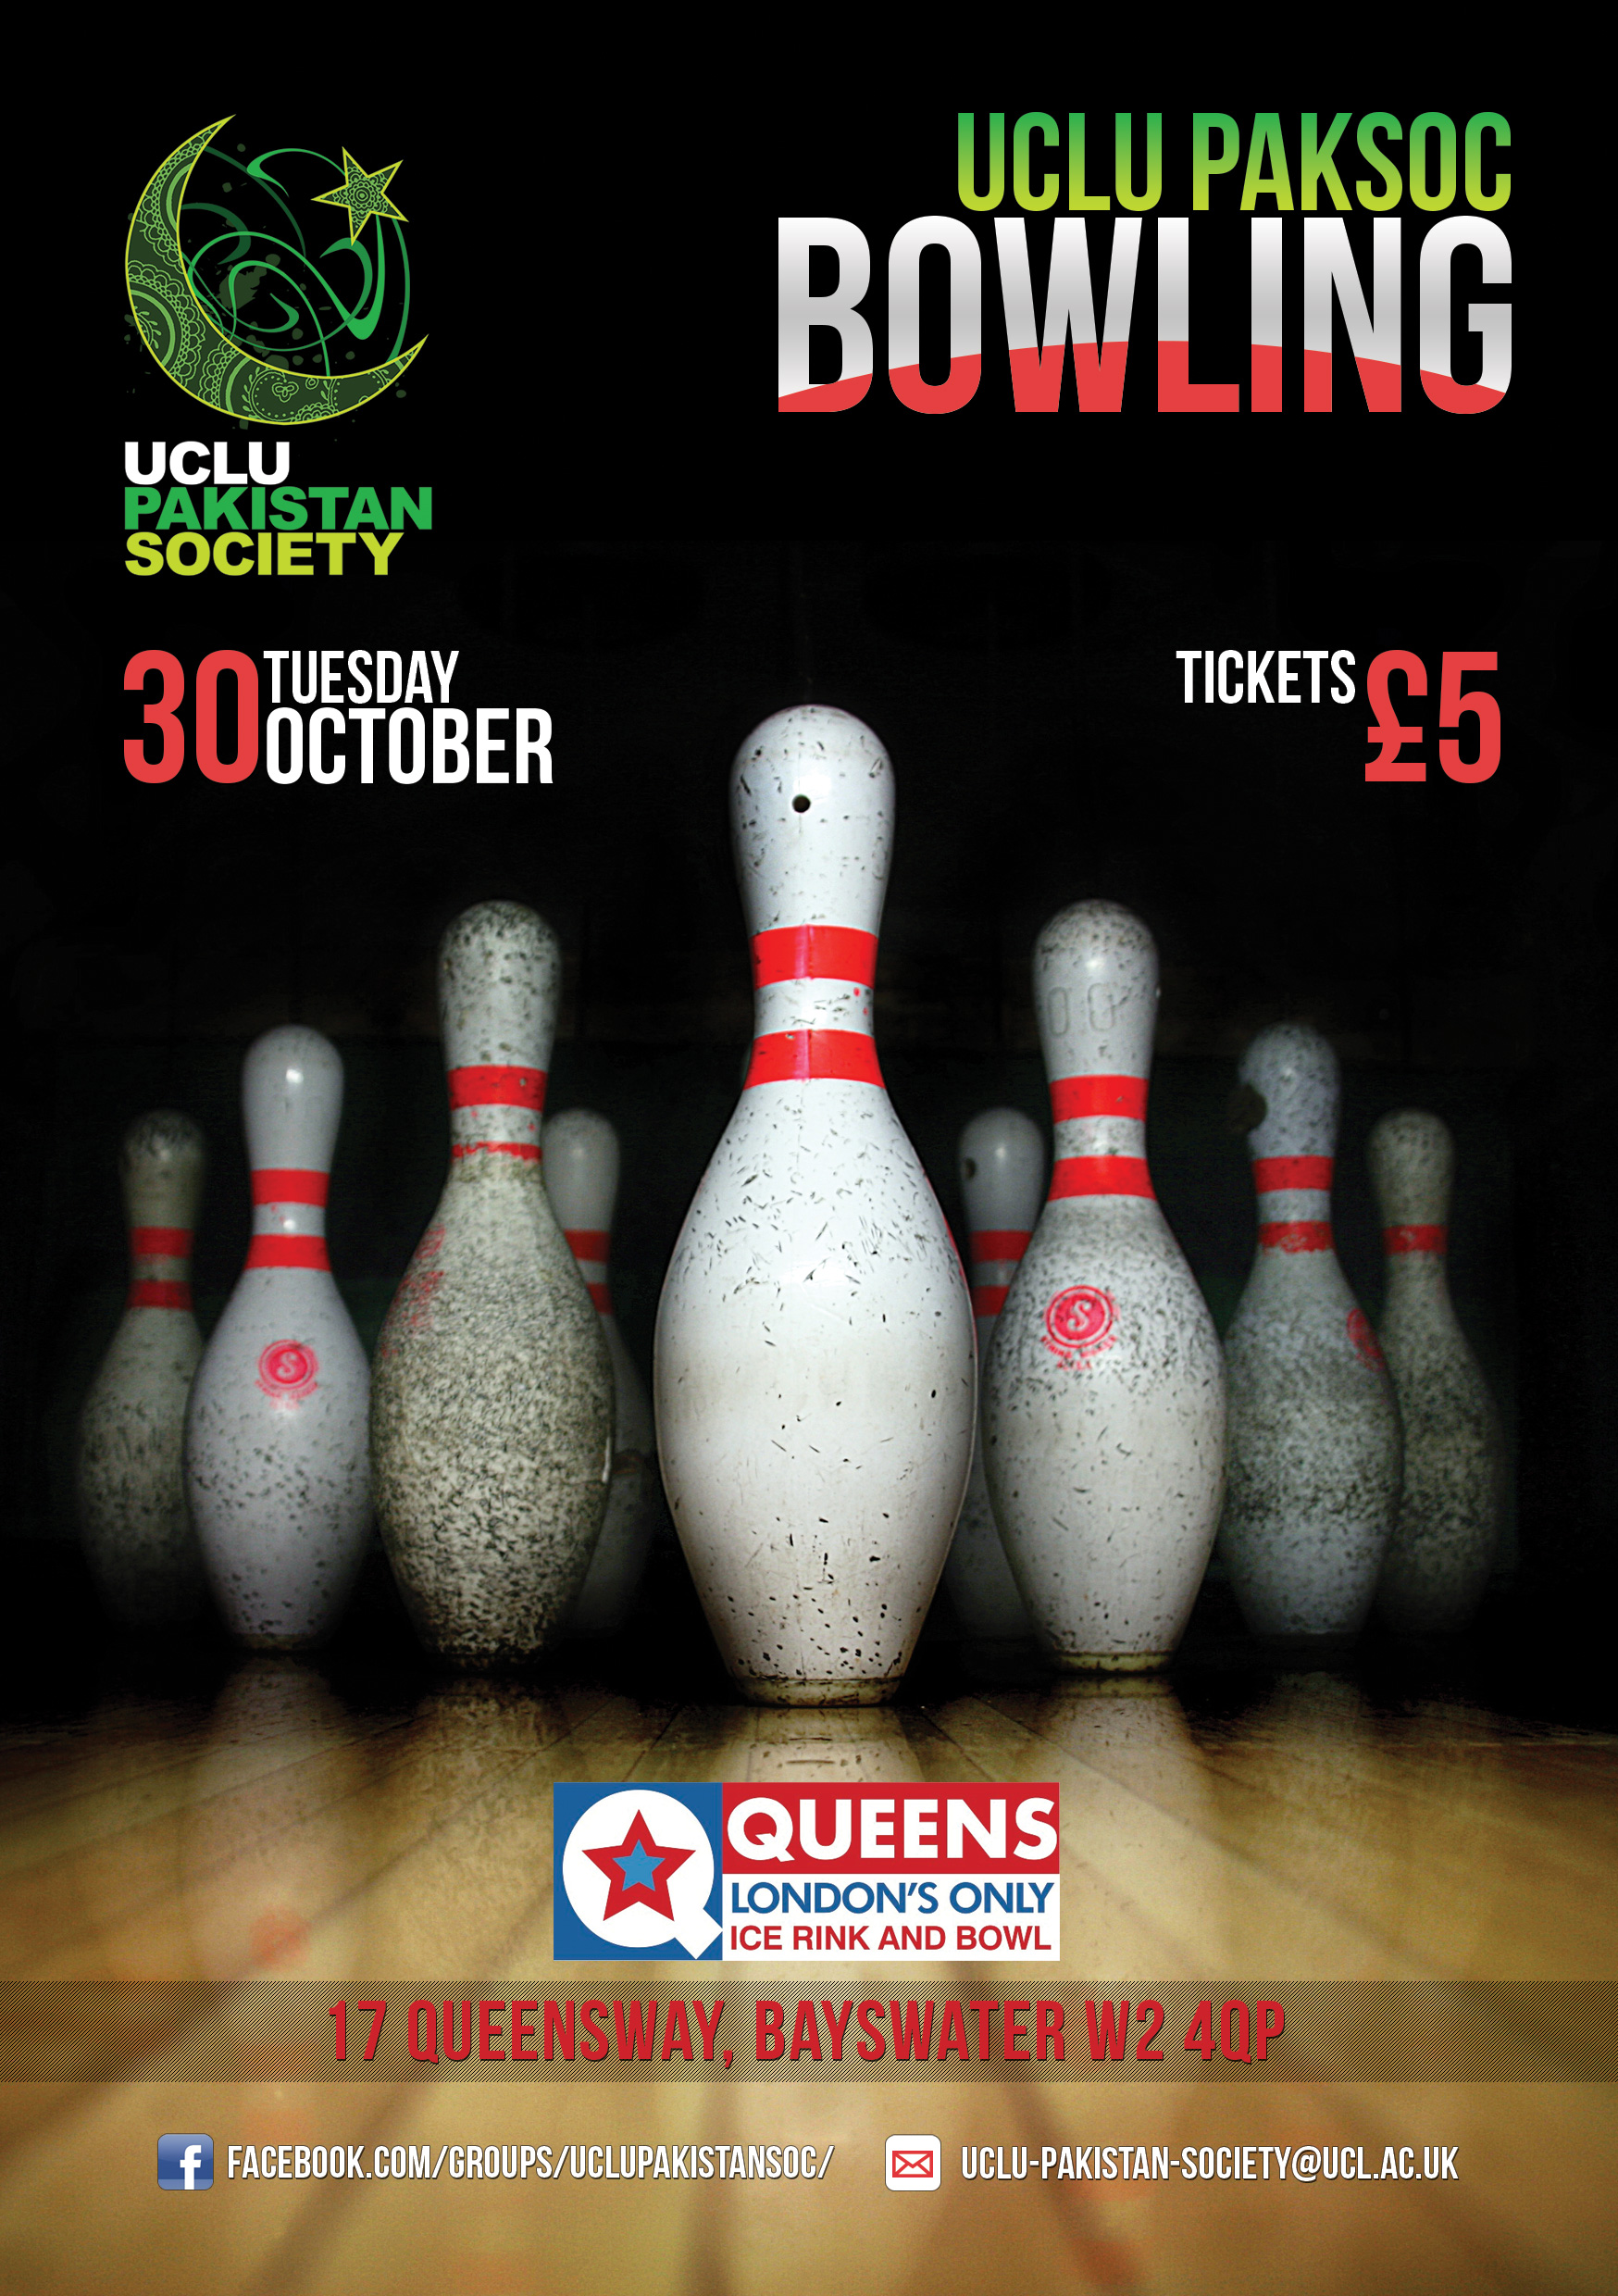 UCLU PAKSOC
BOWLING
UCLU
PAKISTAN
SOCIETY
30 TUESDAY
OCTOBER
TICKETS £5
00
S
S
QUEENS
LONDON'S ONLY
ICE RINK AND BOWL
17 QUEENSWAY, BAYSWATER W2 4QP
FACEBOOK.COM/GROUPS/UCLUPAKISTANSOC/
UCLU-PAKISTAN-SOCIETY@UCL.AC.UK